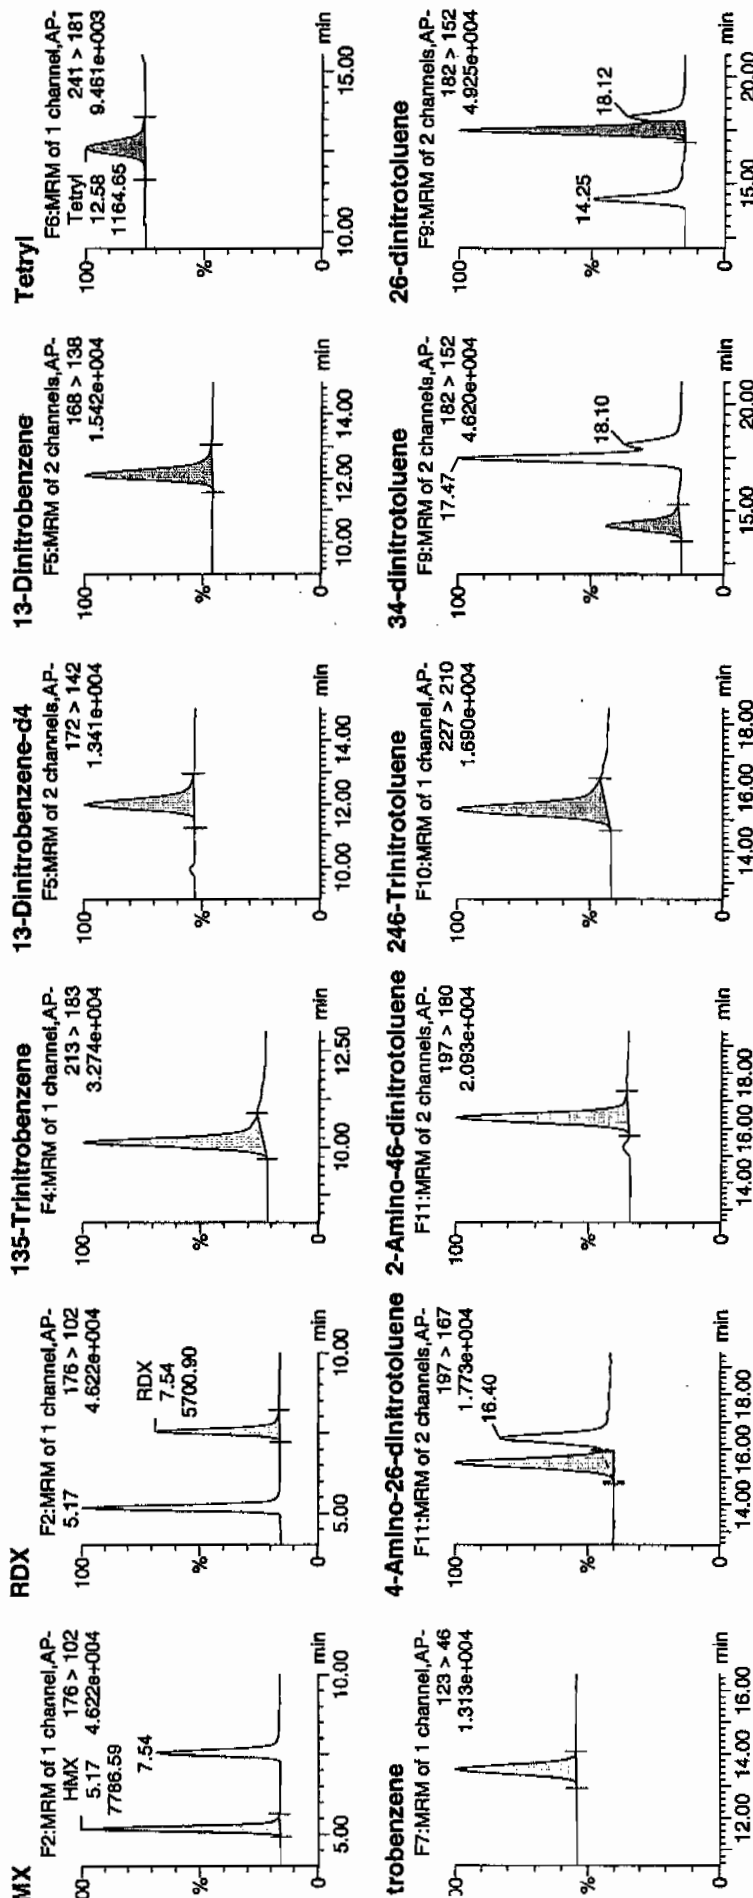 MX
F2:MRM of 1 channel,AP-
HMX 176 > 102
5.17 4.622e+004
7786.59
7.54
00
%
0
5.00 10.00 min
RDX
F2:MRM of 1 channel,AP-
5.17 176 > 102
4.622e+004
RDX
7.54
5700.90
100
%
0
5.00 10.00 min
135-Trinitrobenzene
F4:MRM of 1 channel,AP-
213 > 183
3.274e+004
100
%
0
10.00 12.50 min
13-Dinitrobenzene-d4
F5:MRM of 2 channels,AP-
172 > 142
1.341e+004
100
%
0
10.00 12.00 14.00 min
13-Dinitrobenzene
F5:MRM of 2 channels,AP-
168 > 138
1.542e+004
100
%
0
10.00 12.00 14.00 min
Tetryl
F6:MRM of 1 channel,AP-
Tetryl 241 > 181
12.58 9.461e+003
1164.65
100
%
0
10.00 15.00 min
trobenzene
F7:MRM of 1 channel,AP-
123 > 46
1.313e+004
00
%
0
12.00 14.00 16.00 min
4-Amino-26-dinitrotoluene
F11:MRM of 2 channels,AP-
197 > 167
1.773e+004
16.40
100
%
0
14.00 16.00 18.00 min
2-Amino-46-dinitrotoluene
F11:MRM of 2 channels,AP-
197 > 180
2.093e+004
100
%
0
14.00 16.00 18.00 min
246-Trinitrotoluene
F10:MRM of 1 channel,AP-
227 > 210
1.690e+004
100
%
0
14.00 16.00 18.00 min
34-dinitrotoluene
F9:MRM of 2 channels,AP-
17.47 182 > 152
4.620e+004
18.10
100
%
0
15.00 20.00 min
26-dinitrotoluene
F9:MRM of 2 channels,AP-
182 > 152
4.925e+004
14.25 18.12
100
%
0
15.00 20.00 min